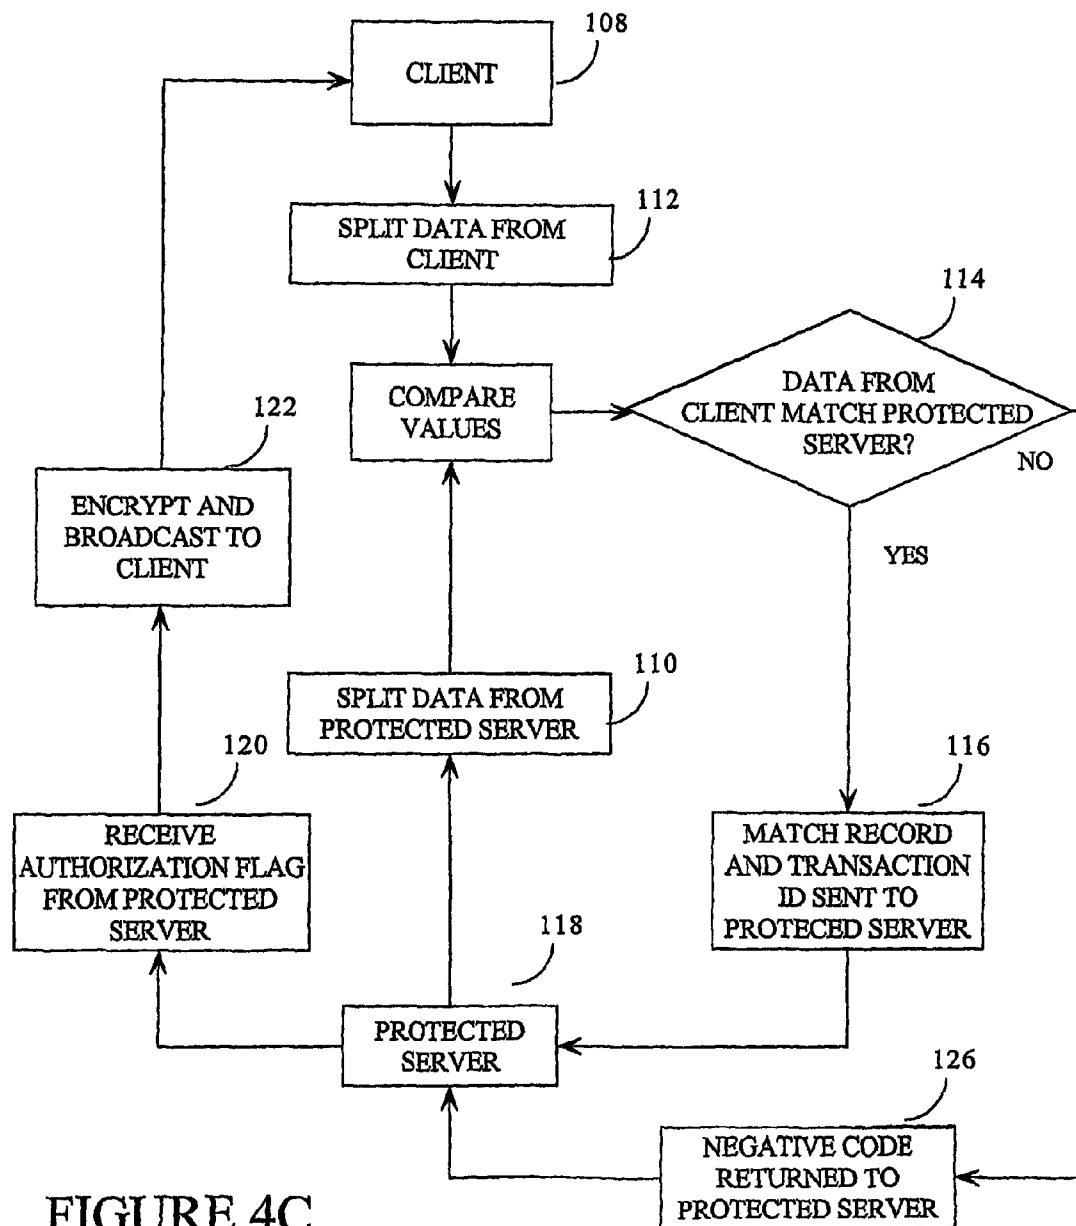 108
CLIENT
112
SPLIT DATA FROM
CLIENT
114
COMPARE
VALUES
DATA FROM
CLIENT MATCH PROTECTED
SERVER?
NO
YES
122
ENCRYPT AND
BROADCAST TO
CLIENT
110
SPLIT DATA FROM
PROTECTED SERVER
120
RECEIVE
AUTHORIZATION FLAG
FROM PROTECTED
SERVER
116
MATCH RECORD
AND TRANSACTION
ID SENT TO
PROTECED SERVER
118
PROTECTED
SERVER
126
NEGATIVE CODE
RETURNED TO
PROTECTED SERVER
FIGURE 4C